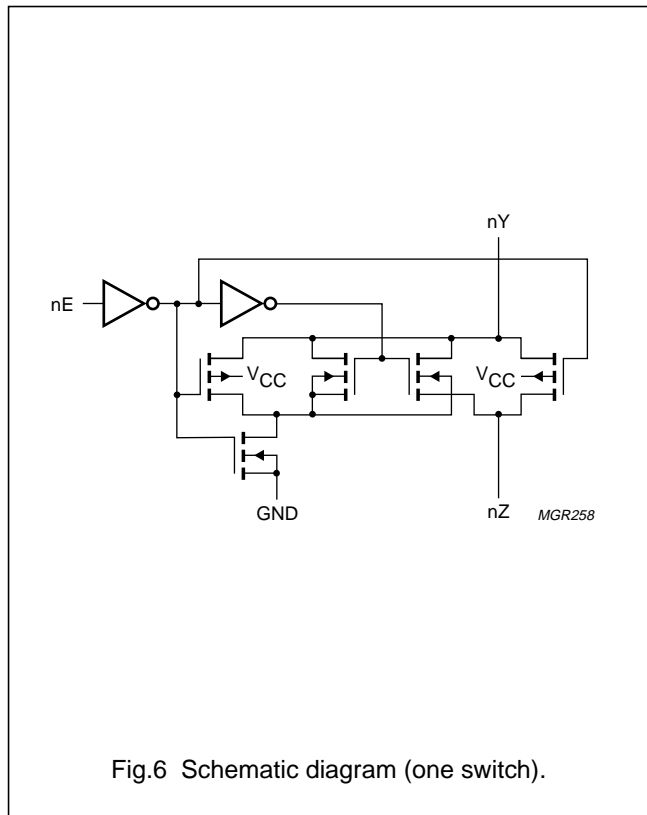 nY
nE
VCC
VCC
GND
nZ
MGR258
Fig.6 Schematic diagram (one switch).